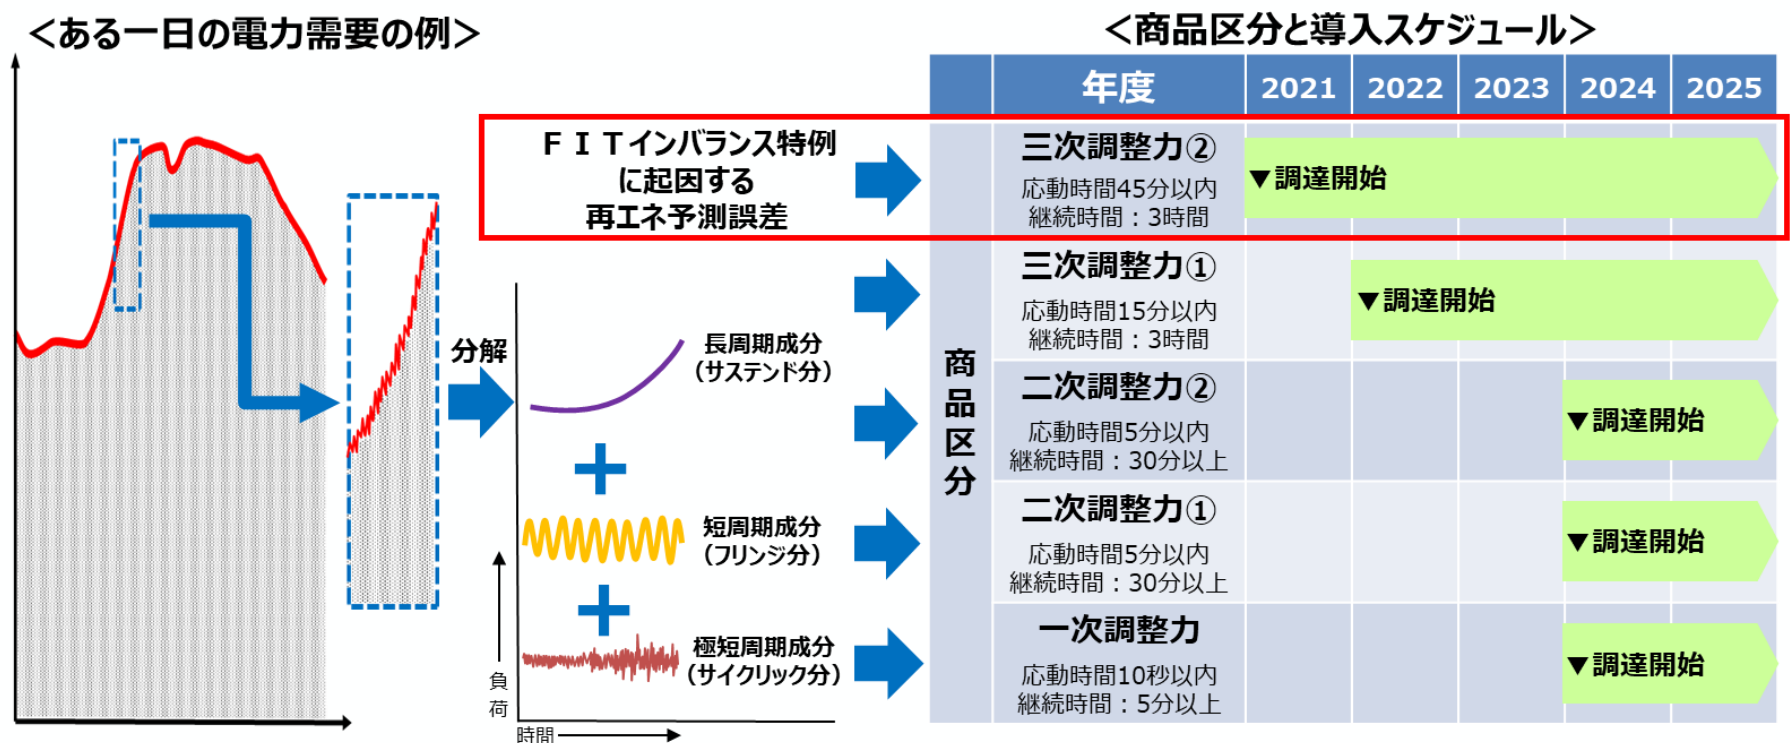 ＜ある一日の電力需要の例＞
＜商品区分と導入スケジュール＞
年度
2021
2022
2023
2024
2025
ＦＩＴインバランス特例
に起因する
再エネ予測誤差
三次調整力②
応動時間45分以内
継続時間：3時間
▼調達開始
三次調整力①
応動時間15分以内
継続時間：3時間
▼調達開始
分解
長周期成分
（サステンド分）
商品区分
二次調整力②
応動時間5分以内
継続時間：30分以上
▼調達開始
短周期成分
（フリンジ分）
二次調整力①
応動時間5分以内
継続時間：30分以上
▼調達開始
極短周期成分
（サイクリック分）
一次調整力
応動時間10秒以内
継続時間：5分以上
▼調達開始
負荷
時間